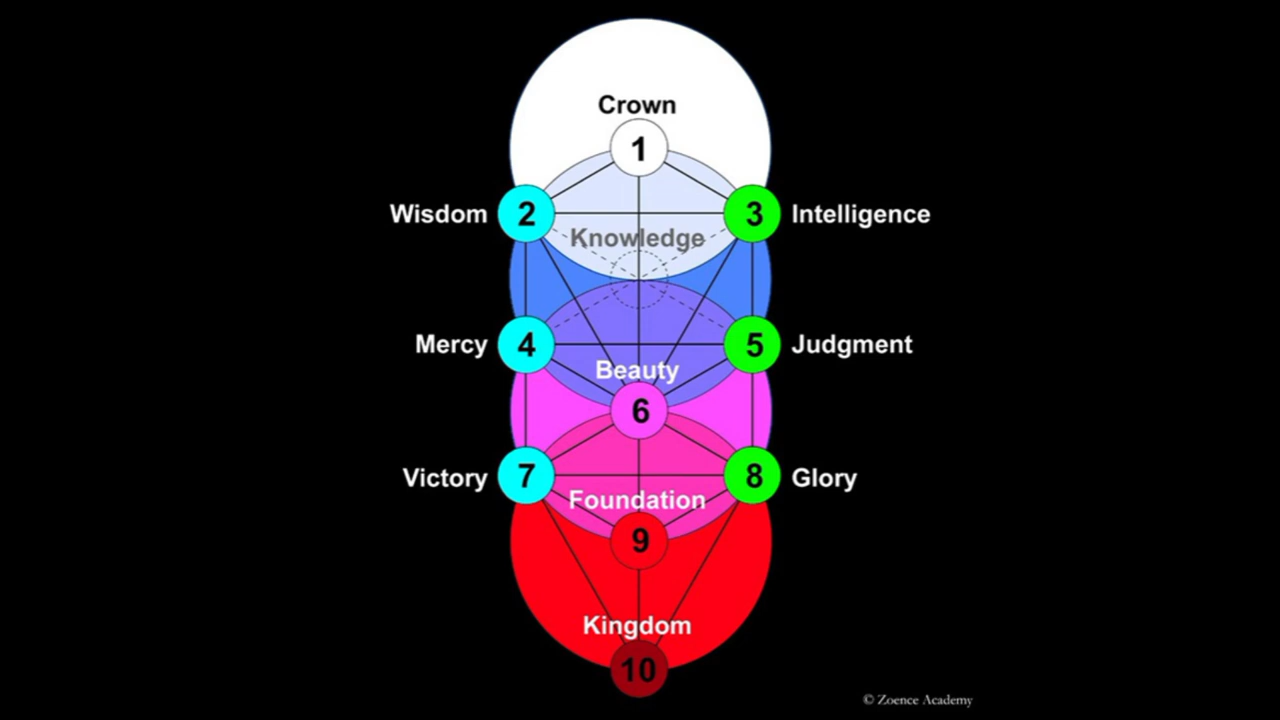 Crown
1
Wisdom 2 3 Intelligence
Knowledge
Mercy 4 5 Judgment
Beauty
6
Victory 7 8 Glory
Foundation
9
Kingdom
10
© Zoence Academy